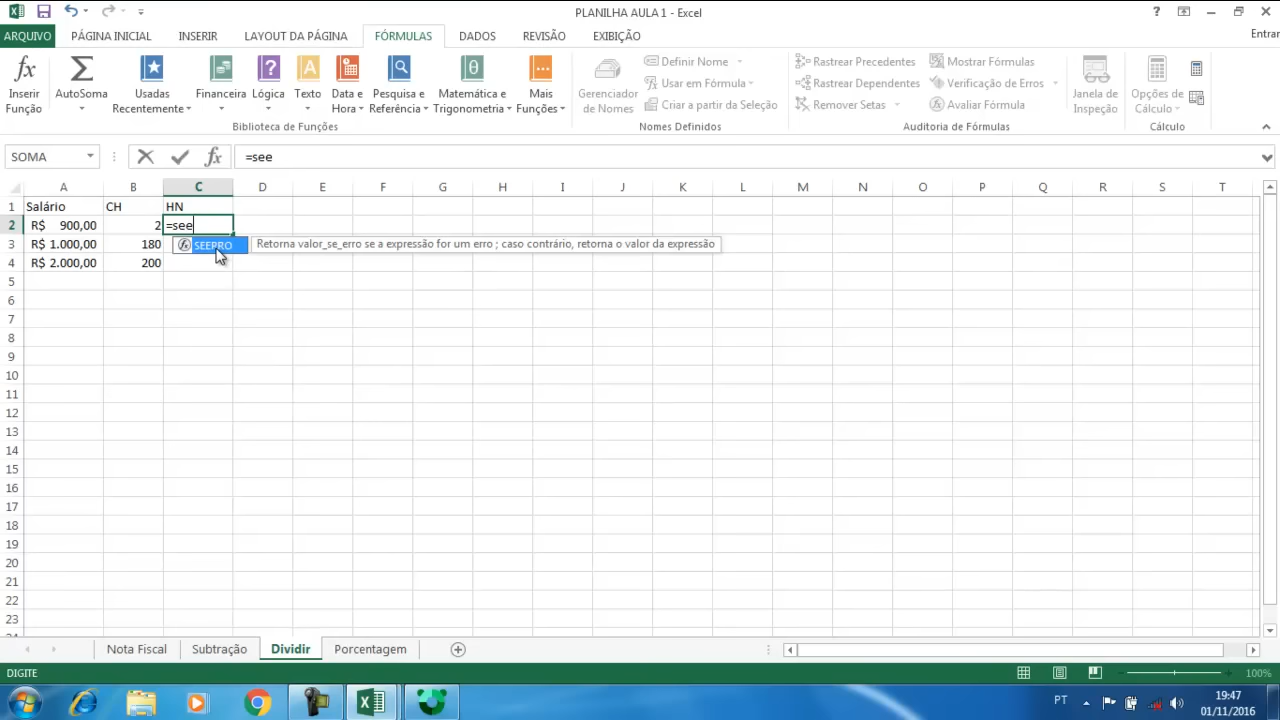 PLANILHA AULA 1 - Excel
?
ARQUIVO PÁGINA INICIAL INSERIR LAYOUT DA PÁGINA FÓRMULAS DADOS REVISÃO EXIBIÇÃO Entrar
Inserir Função
AutoSoma
Usadas Recentemente
Financeira
Lógica
Texto
Data e Hora
Pesquisa e Referência
Matemática e Trigonometria
Mais Funções
Biblioteca de Funções
Gerenciador de Nomes
Definir Nome
Usar em Fórmula
Criar a partir da Seleção
Nomes Definidos
Rastrear Precedentes
Rastrear Dependentes
Remover Setas
Mostrar Fórmulas
Verificação de Erros
Avaliar Fórmula
Auditoria de Fórmulas
Janela de Inspeção
Opções de Cálculo
Cálculo
SOMA fx =see
A B C D E F G H I J K L M N O P Q R S T
1 Salário CH HN
2 R$ 900,00 2 =see
3 R$ 1.000,00 180 SEERRO Retorna valor_se_erro se a expressão for um erro ; caso contrário, retorna o valor da expressão
4 R$ 2.000,00 200
5
6
7
8
9
10
11
12
13
14
15
16
17
18
19
20
21
22
23
24
Nota Fiscal Subtração Dividir Porcentagem
DIGITE 100%
PT 19:47
01/11/2016